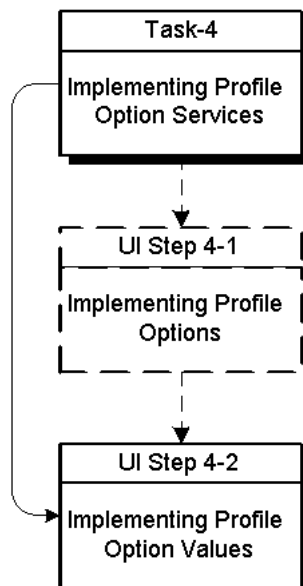 Task-4
Implementing Profile
Option Services
UI Step 4-1
Implementing Profile
Options
UI Step 4-2
Implementing Profile
Option Values